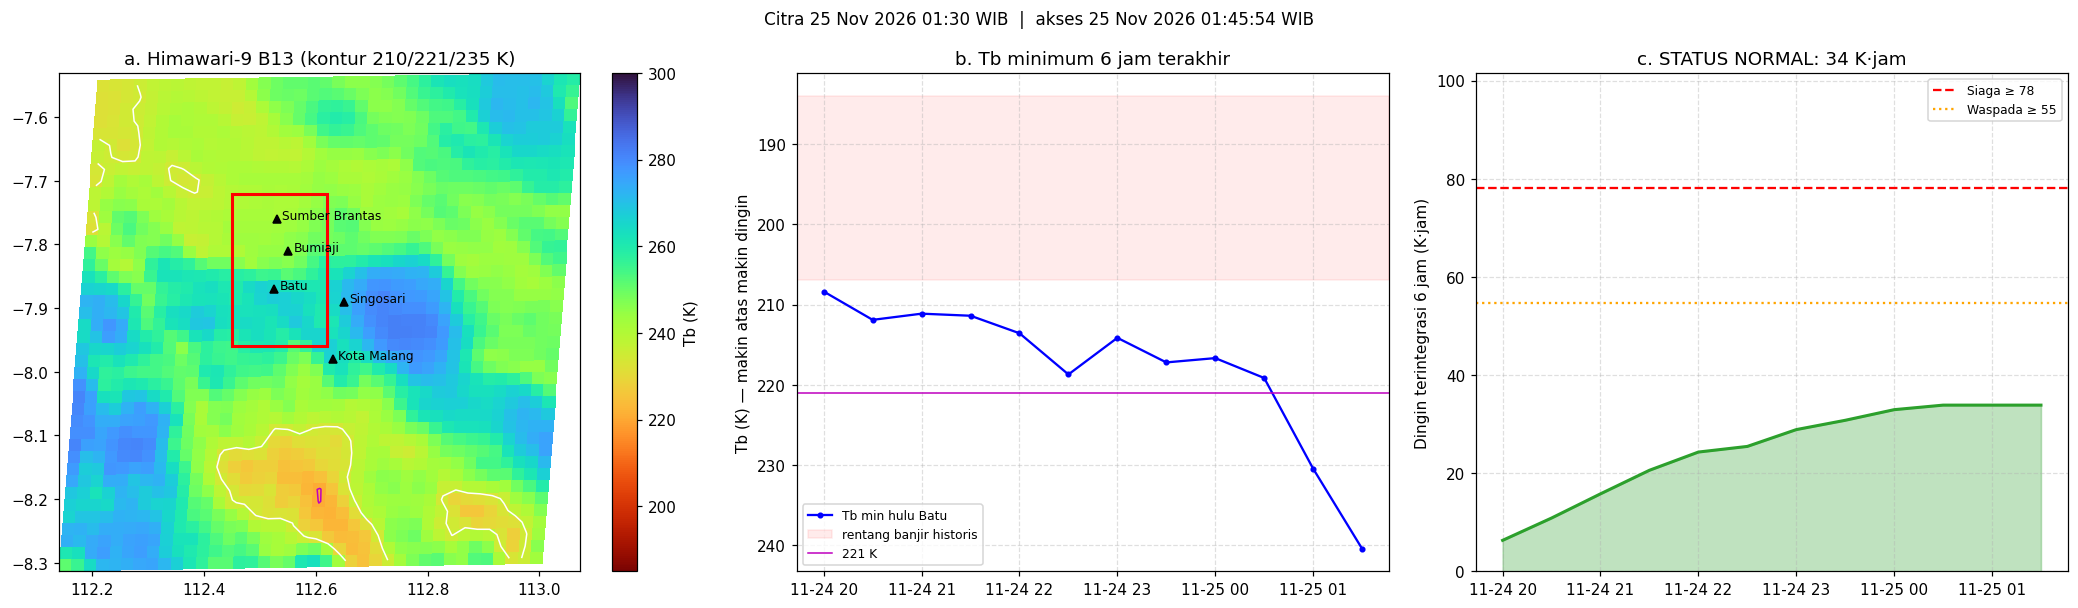 Citra 25 Nov 2026 01:30 WIB | akses 25 Nov 2026 01:45:54 WIB
a. Himawari-9 B13 (kontur 210/221/235 K)
−7.6
−7.7
−7.8
−7.9
−8.0
−8.1
−8.2
−8.3
112.2
112.4
112.6
112.8
113.0
Sumber Brantas
Bumiaji
Batu
Singosari
Kota Malang
300
280
260
240
220
200
Tb (K)
b. Tb minimum 6 jam terakhir
Tb (K) — makin atas makin dingin
190
200
210
220
230
240
Tb min hulu Batu
rentang banjir historis
221 K
11-24 20
11-24 21
11-24 22
11-24 23
11-25 00
11-25 01
c. STATUS NORMAL: 34 K·jam
Dingin terintegrasi 6 jam (K·jam)
100
80
60
40
20
0
Siaga ≥ 78
Waspada ≥ 55
11-24 20
11-24 21
11-24 22
11-24 23
11-25 00
11-25 01